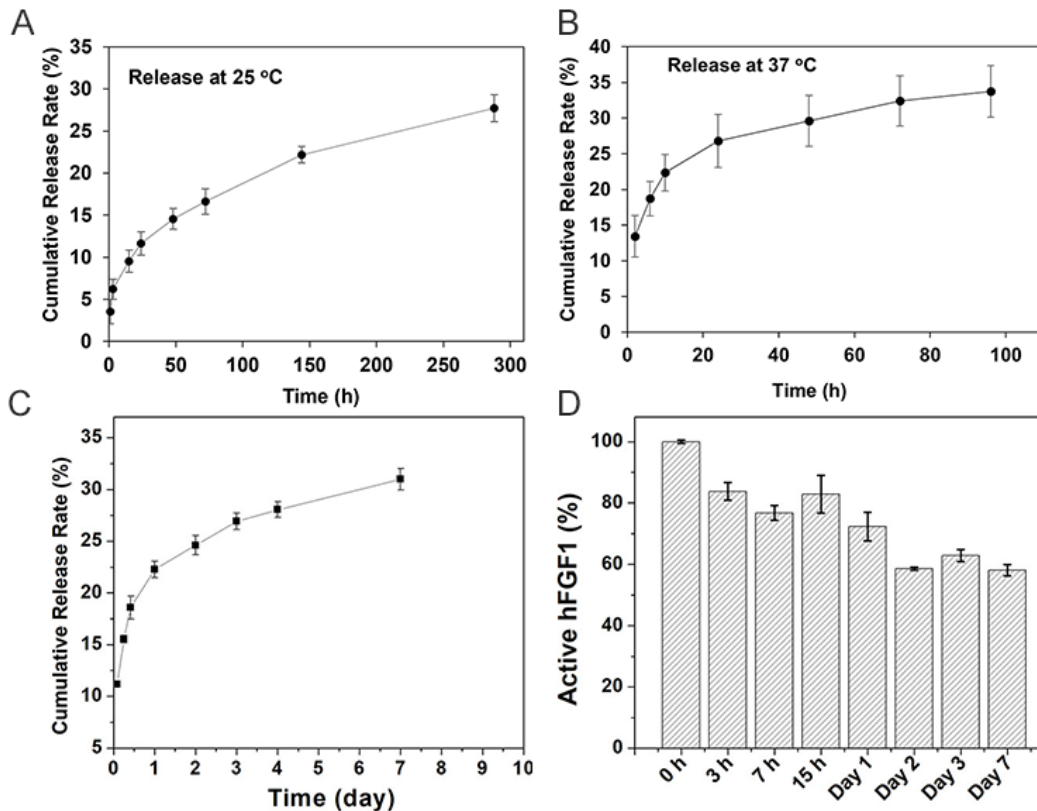 A
Release at 25 °C
Cumulative Release Rate (%)
35
30
25
20
15
10
5
0
0 50 100 150 200 250 300
Time (h)
B
Release at 37 °C
Cumulative Release Rate (%)
40
35
30
25
20
15
10
5
0
0 20 40 60 80 100
Time (h)
C
Cumulative Release Rate (%)
35
30
25
20
15
10
5
0 1 2 3 4 5 6 7 8 9 10
Time (day)
D
Active hFGF1 (%)
100
80
60
40
20
0
0 h 3 h 7 h 15 h Day 1 Day 2 Day 3 Day 7